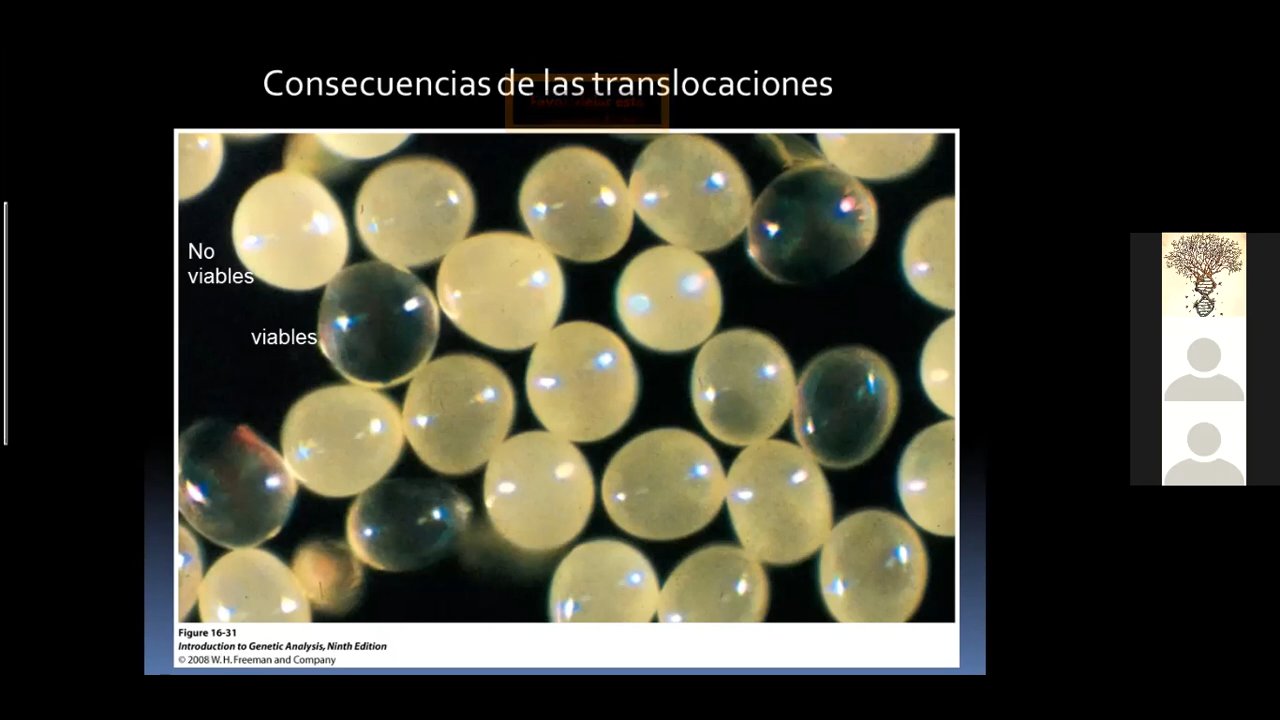 Consecuencias de las translocaciones
No
viables
viables
Figure 16-31
Introduction to Genetic Analysis, Ninth Edition
© 2008 W. H. Freeman and Company